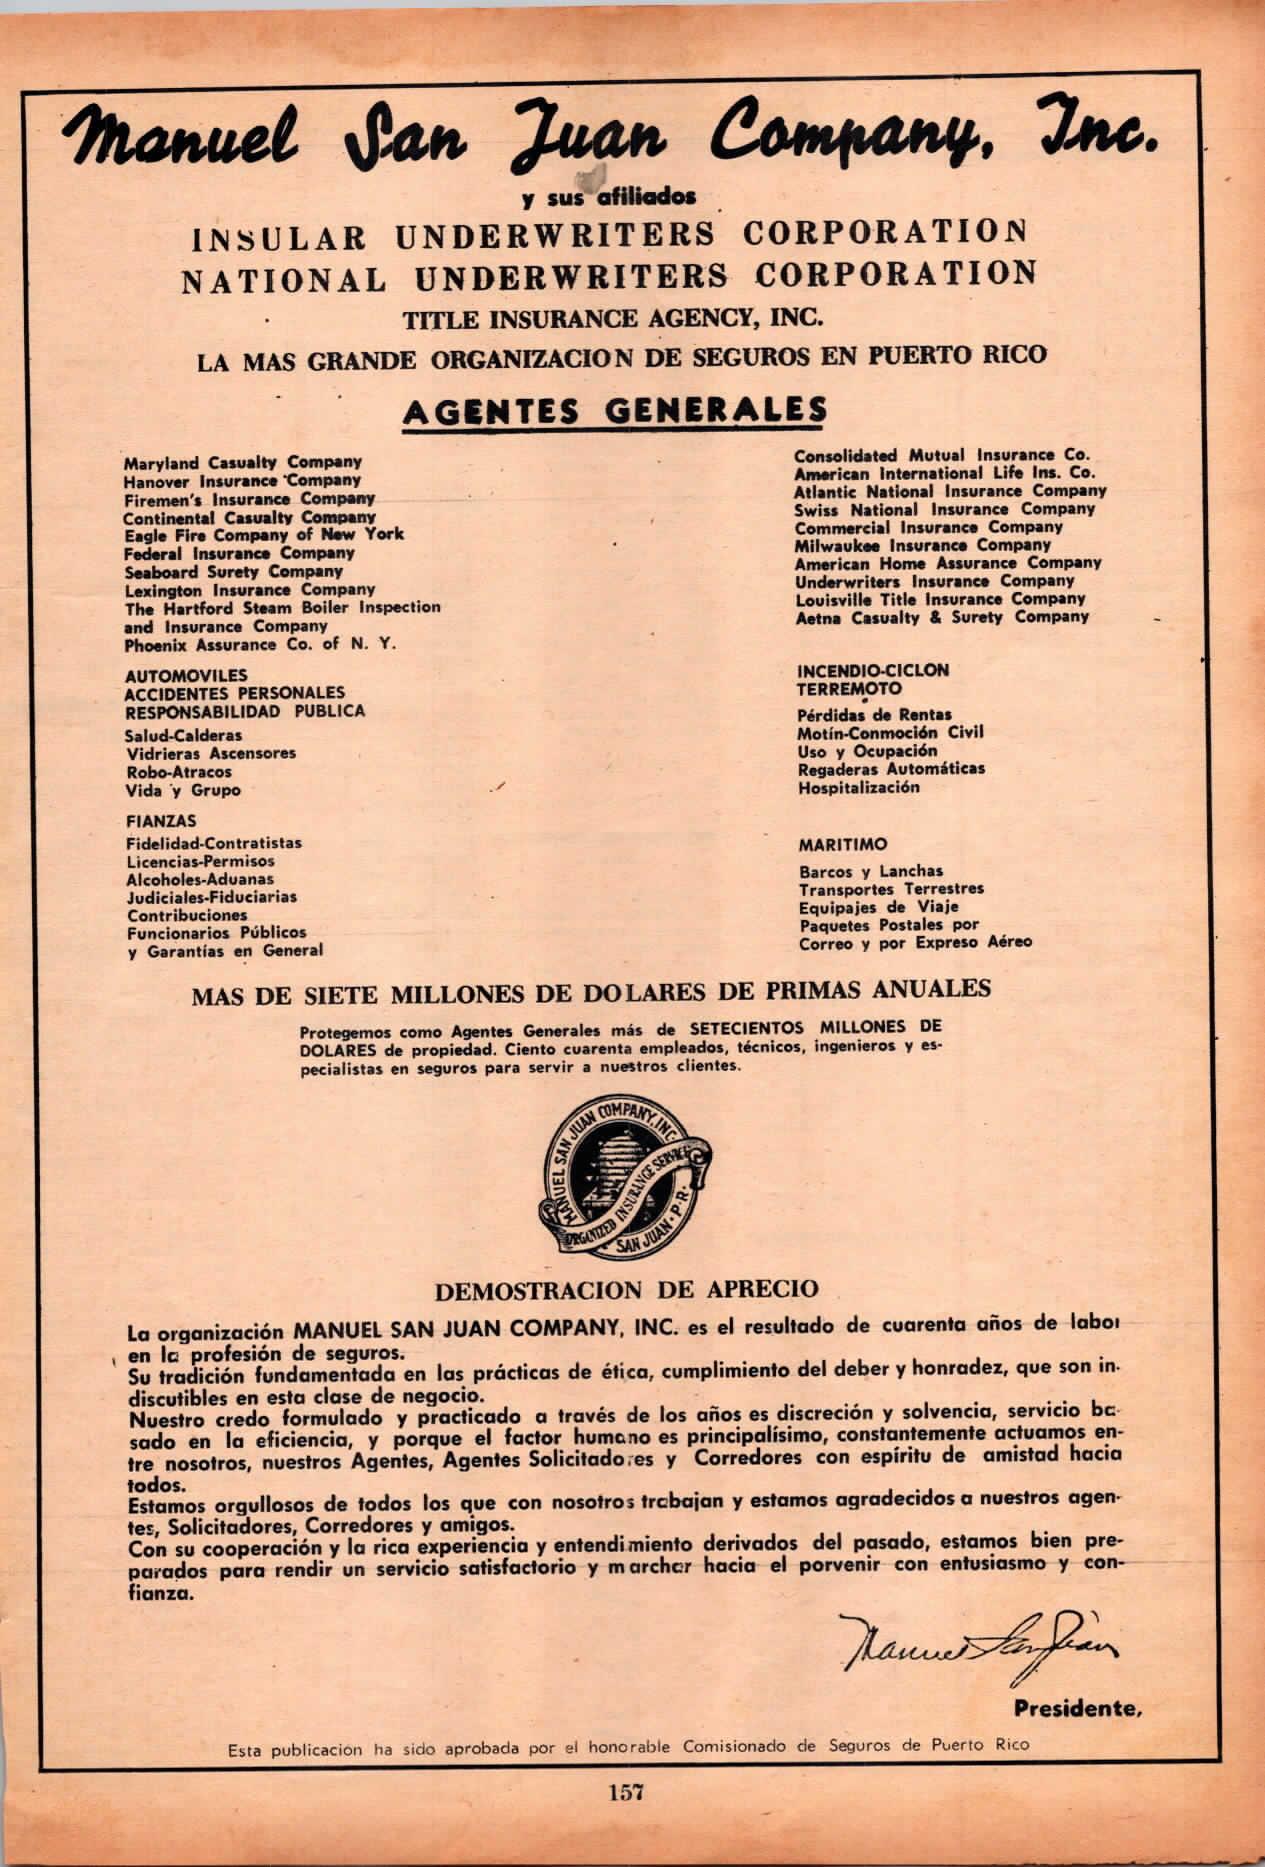 Manuel San Juan Company, Inc.
y sus afiliados
INSULAR UNDERWRITERS CORPORATION
NATIONAL UNDERWRITERS CORPORATION
TITLE INSURANCE AGENCY, INC.
LA MAS GRANDE ORGANIZACION DE SEGUROS EN PUERTO RICO
AGENTES GENERALES
Maryland Casualty Company
Hanover Insurance Company
Firemen's Insurance Company
Continental Casualty Company
Eagle Fire Company of New York
Federal Insurance Company
Seaboard Surety Company
Lexington Insurance Company
The Hartford Steam Boiler Inspection
and Insurance Company
Phoenix Assurance Co. of N. Y.
Consolidated Mutual Insurance Co.
American International Life Ins. Co.
Atlantic National Insurance Company
Swiss National Insurance Company
Commercial Insurance Company
Milwaukee Insurance Company
American Home Assurance Company
Underwriters Insurance Company
Louisville Title Insurance Company
Aetna Casualty & Surety Company
AUTOMOVILES
ACCIDENTES PERSONALES
RESPONSABILIDAD PUBLICA
Salud-Calderas
Vidrieras Ascensores
Robo-Atracos
Vida y Grupo
INCENDIO-CICLON
TERREMOTO
Pérdidas de Rentas
Motín-Conmoción Civil
Uso y Ocupación
Regaderas Automáticas
Hospitalización
FIANZAS
Fidelidad-Contratistas
Licencias-Permisos
Alcoholes-Aduanas
Judiciales-Fiduciarias
Contribuciones
Funcionarios Públicos
y Garantías en General
MARITIMO
Barcos y Lanchas
Transportes Terrestres
Equipajes de Viaje
Paquetes Postales por
Correo y por Expreso Aéreo
MAS DE SIETE MILLONES DE DOLARES DE PRIMAS ANUALES
Protegemos como Agentes Generales más de SETECIENTOS MILLONES DE
DOLARES de propiedad. Ciento cuarenta empleados, técnicos, ingenieros y es-
pecialistas en seguros para servir a nuestros clientes.
MANUEL SAN JUAN COMPANY, INC.
ORGANIZED INSURANCE SERVICE
SAN JUAN · P. R.
DEMOSTRACION DE APRECIO
La organización MANUEL SAN JUAN COMPANY, INC. es el resultado de cuarenta años de labor
en la profesión de seguros.
Su tradición fundamentada en las prácticas de ética, cumplimiento del deber y honradez, que son in-
discutibles en esta clase de negocio.
Nuestro credo formulado y practicado a través de los años es discreción y solvencia, servicio ba-
sado en la eficiencia, y porque el factor humano es principalísimo, constantemente actuamos en-
tre nosotros, nuestros Agentes, Agentes Solicitadores y Corredores con espíritu de amistad hacia
todos.
Estamos orgullosos de todos los que con nosotros trabajan y estamos agradecidos a nuestros agen-
tes, Solicitadores, Corredores y amigos.
Con su cooperación y la rica experiencia y entendimiento derivados del pasado, estamos bien pre-
parados para rendir un servicio satisfactorio y marchar hacia el porvenir con entusiasmo y con-
fianza.
Manuel San Juan
Presidente,
Esta publicación ha sido aprobada por el honorable Comisionado de Seguros de Puerto Rico
157